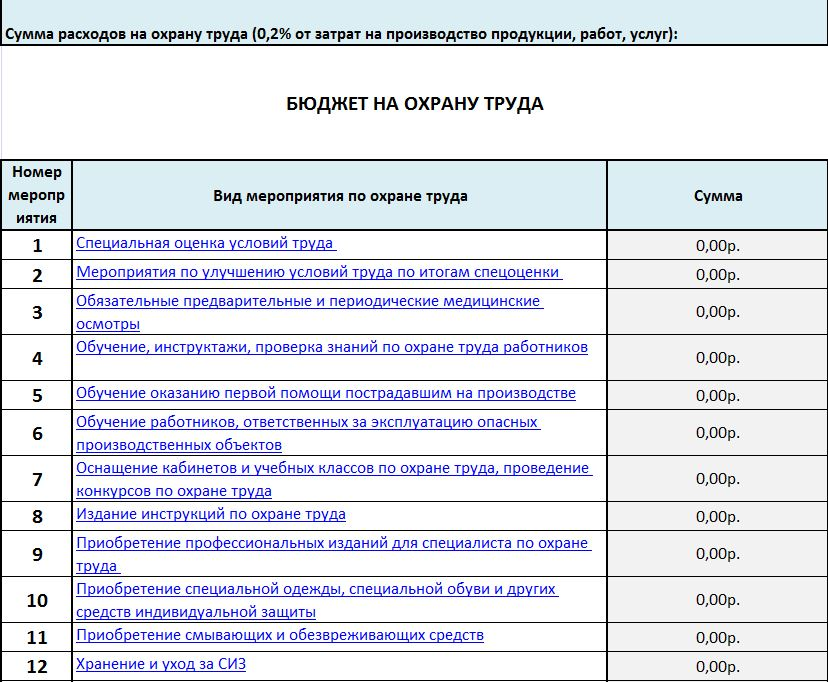 Сумма расходов на охрану труда (0,2% от затрат на производство продукции, работ, услуг):
БЮДЖЕТ НА ОХРАНУ ТРУДА
Номер
меропр
иятия
Вид мероприятия по охране труда
Сумма
1
Специальная оценка условий труда
0,00р.
2
Мероприятия по улучшению условий труда по итогам спецоценки
0,00р.
3
Обязательные предварительные и периодические медицинские
осмотры
0,00р.
4
Обучение, инструктажи, проверка знаний по охране труда работников
0,00р.
5
Обучение оказанию первой помощи пострадавшим на производстве
0,00р.
6
Обучение работников, ответственных за эксплуатацию опасных
производственных объектов
0,00р.
7
Оснащение кабинетов и учебных классов по охране труда, проведение
конкурсов по охране труда
0,00р.
8
Издание инструкций по охране труда
0,00р.
9
Приобретение профессиональных изданий для специалиста по охране
труда
0,00р.
10
Приобретение специальной одежды, специальной обуви и других
средств индивидуальной защиты
0,00р.
11
Приобретение смывающих и обезвреживающих средств
0,00р.
12
Хранение и уход за СИЗ
0,00р.